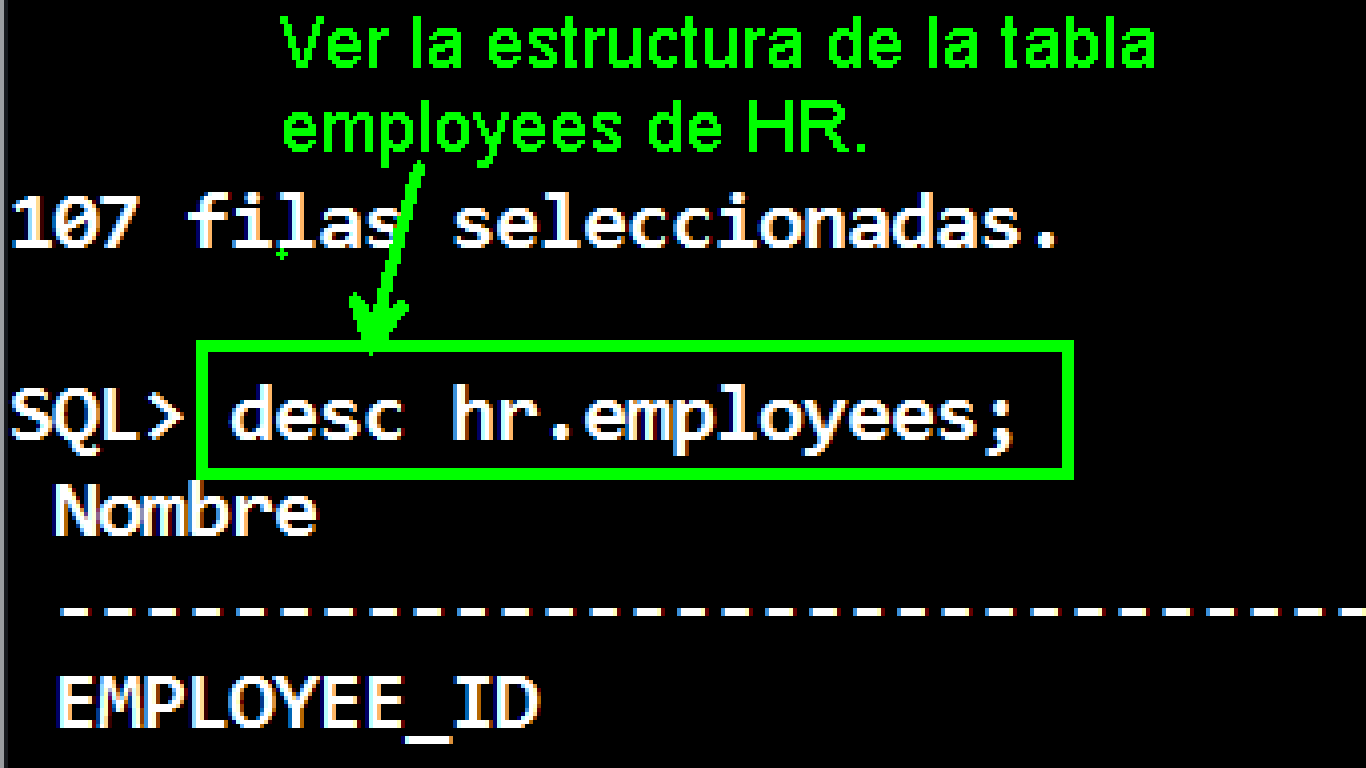 Ver la estructura de la tabla
employees de HR.
107 filas seleccionadas.
SQL> desc hr.employees;
Nombre
------------------------------
EMPLOYEE_ID